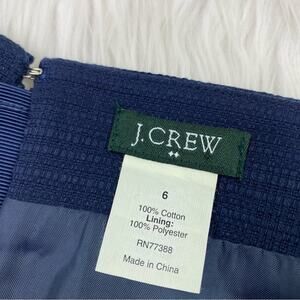 J.CREW
6
100% Cotton
Lining:
100% Polyester
RN77388
Made in China